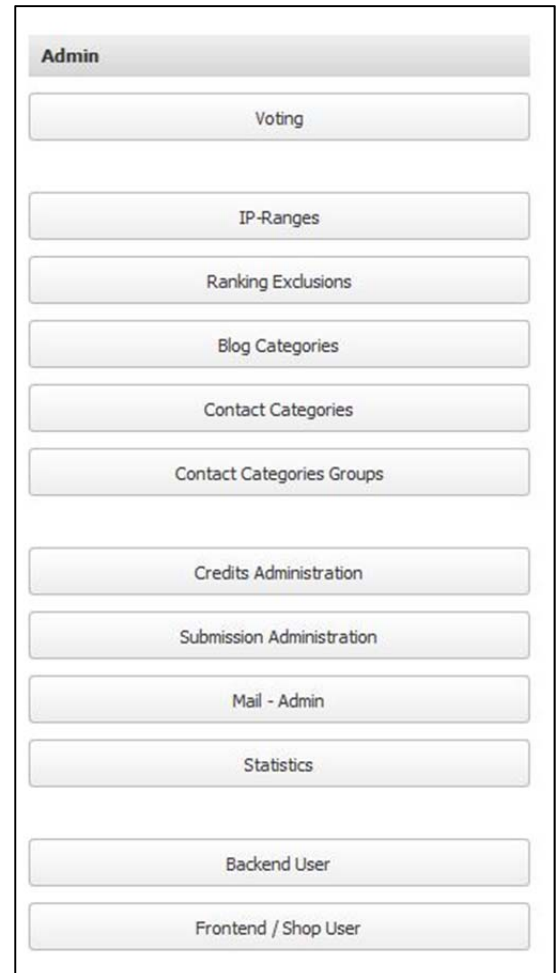 Admin
Voting
IP-Ranges
Ranking Exclusions
Blog Categories
Contact Categories
Contact Categories Groups
Credits Administration
Submission Administration
Mail - Admin
Statistics
Backend User
Frontend / Shop User